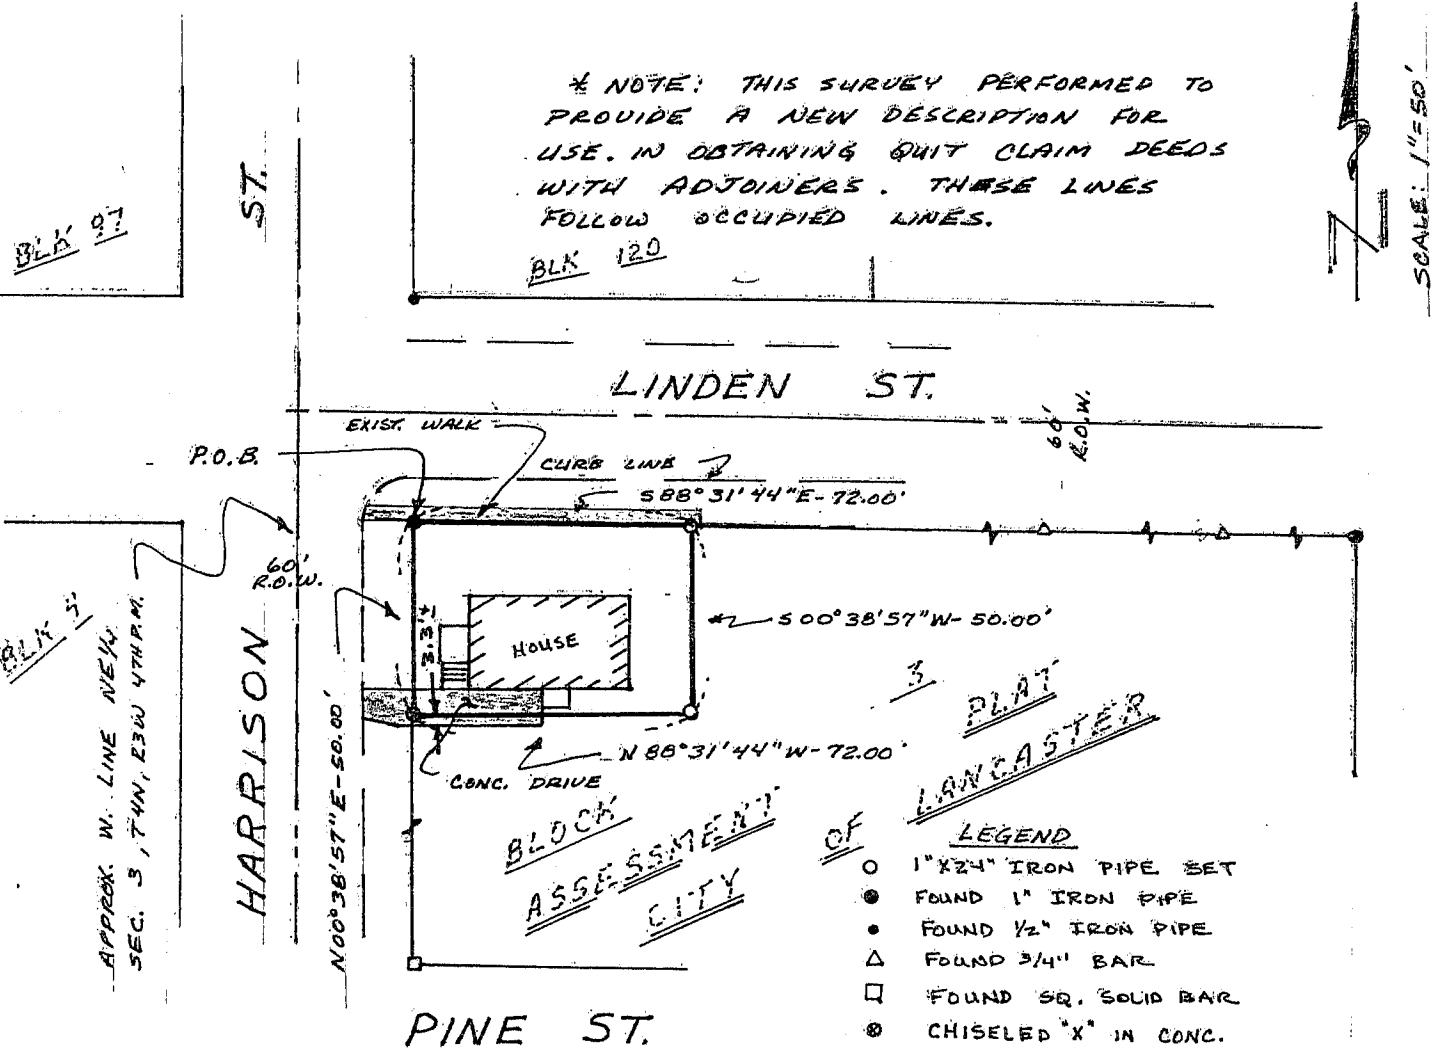 * NOTE: THIS SURVEY PERFORMED TO
PROVIDE A NEW DESCRIPTION FOR
USE. IN OBTAINING QUIT CLAIM DEEDS
WITH ADJOINERS. THESE LINES
FOLLOW OCCUPIED LINES.
SCALE: 1"=50'
N
BLK 97
ST.
BLK 120
LINDEN ST.
60'
R.O.W.
EXIST. WALK
P.O.B.
CURB LINE
S88°31'44"E-72.00'
60'
R.O.W.
BLK 5
APPROX. W. LINE NE 1/4
SEC. 3, T4N, R3W 4TH P.M.
HARRISON
N00°38'57"E-50.00'
3.3'±
HOUSE
S00°38'57"W-50.00'
N88°31'44"W-72.00'
CONC. DRIVE
BLOCK 3
ASSESSMENT PLAT
OF
CITY LANCASTER
LEGEND
1"X24" IRON PIPE SET
FOUND 1" IRON PIPE
FOUND 1/2" IRON PIPE
FOUND 3/4" BAR
FOUND SQ. SOLID BAR
CHISELED "X" IN CONC.
PINE ST.